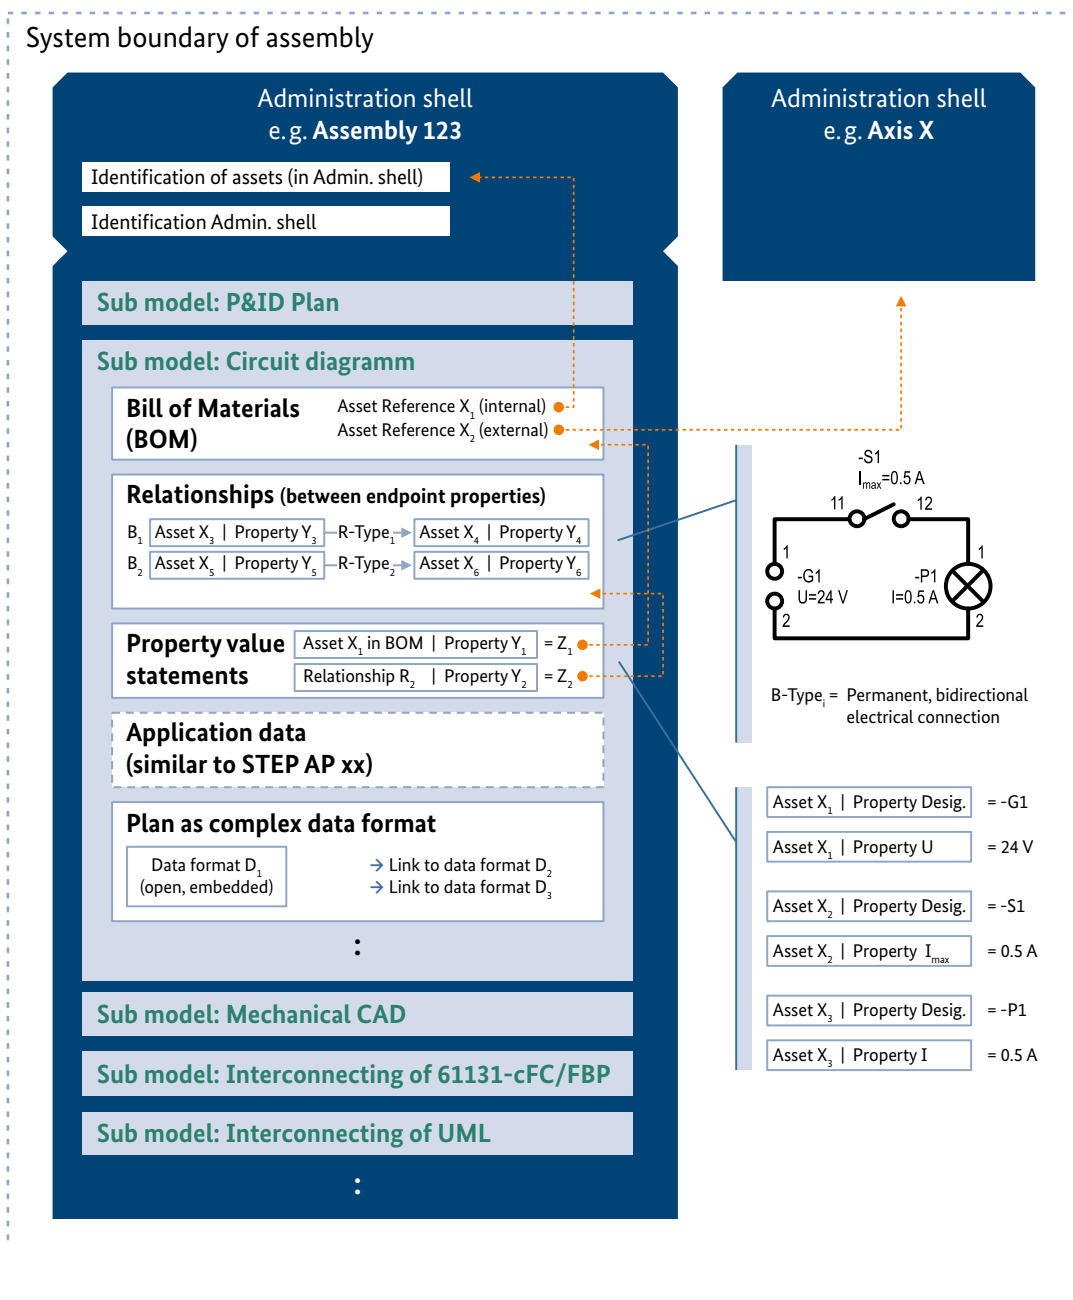 System boundary of assembly
Administration shell
e.g. Assembly 123
Identification of assets (in Admin. shell)
Identification Admin. shell
Administration shell
e.g. Axis X
Sub model: P&ID Plan
Sub model: Circuit diagramm
Bill of Materials
(BOM)
Asset Reference X1 (internal)
Asset Reference X2 (external)
Relationships (between endpoint properties)
B1 Asset X3 | Property Y3 R-Type1 Asset X4 | Property Y4
B2 Asset X5 | Property Y5 R-Type2 Asset X6 | Property Y6
Property value
statements
Asset X1 in BOM | Property Y1 = Z1
Relationship R2 | Property Y2 = Z2
Application data
(similar to STEP AP xx)
Plan as complex data format
Data format D1
(open, embedded)
→ Link to data format D2
→ Link to data format D3
:
Sub model: Mechanical CAD
Sub model: Interconnecting of 61131-cFC/FBP
Sub model: Interconnecting of UML
:
-S1
Imax=0.5 A
11 12
1 1
-G1
U=24 V
-P1
I=0.5 A
2 2
B-Typei = Permanent, bidirectional
electrical connection
Asset X1 | Property Desig. = -G1
Asset X1 | Property U = 24 V
Asset X2 | Property Desig. = -S1
Asset X2 | Property Imax = 0.5 A
Asset X3 | Property Desig. = -P1
Asset X3 | Property I = 0.5 A